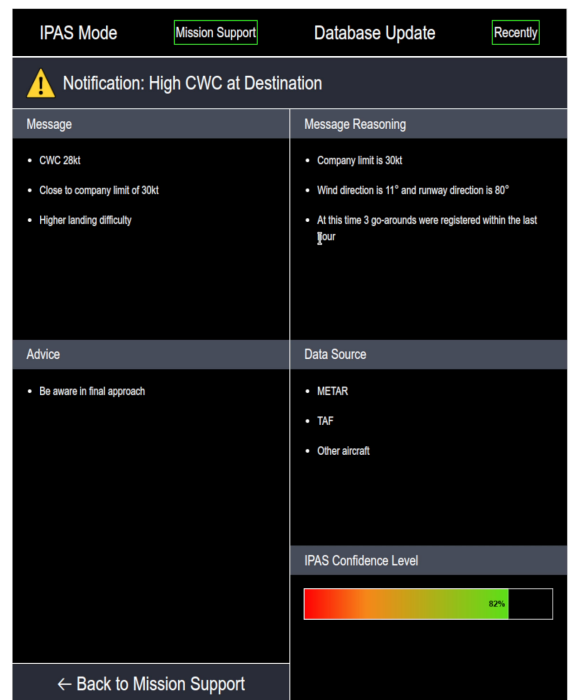 IPAS Mode Mission Support Database Update Recently
Notification: High CWC at Destination
Message
• CWC 28kt
• Close to company limit of 30kt
• Higher landing difficulty
Message Reasoning
• Company limit is 30kt
• Wind direction is 11° and runway direction is 80°
• At this time 3 go-arounds were registered within the last
hour
Advice
• Be aware in final approach
Data Source
• METAR
• TAF
• Other aircraft
IPAS Confidence Level
82%
← Back to Mission Support